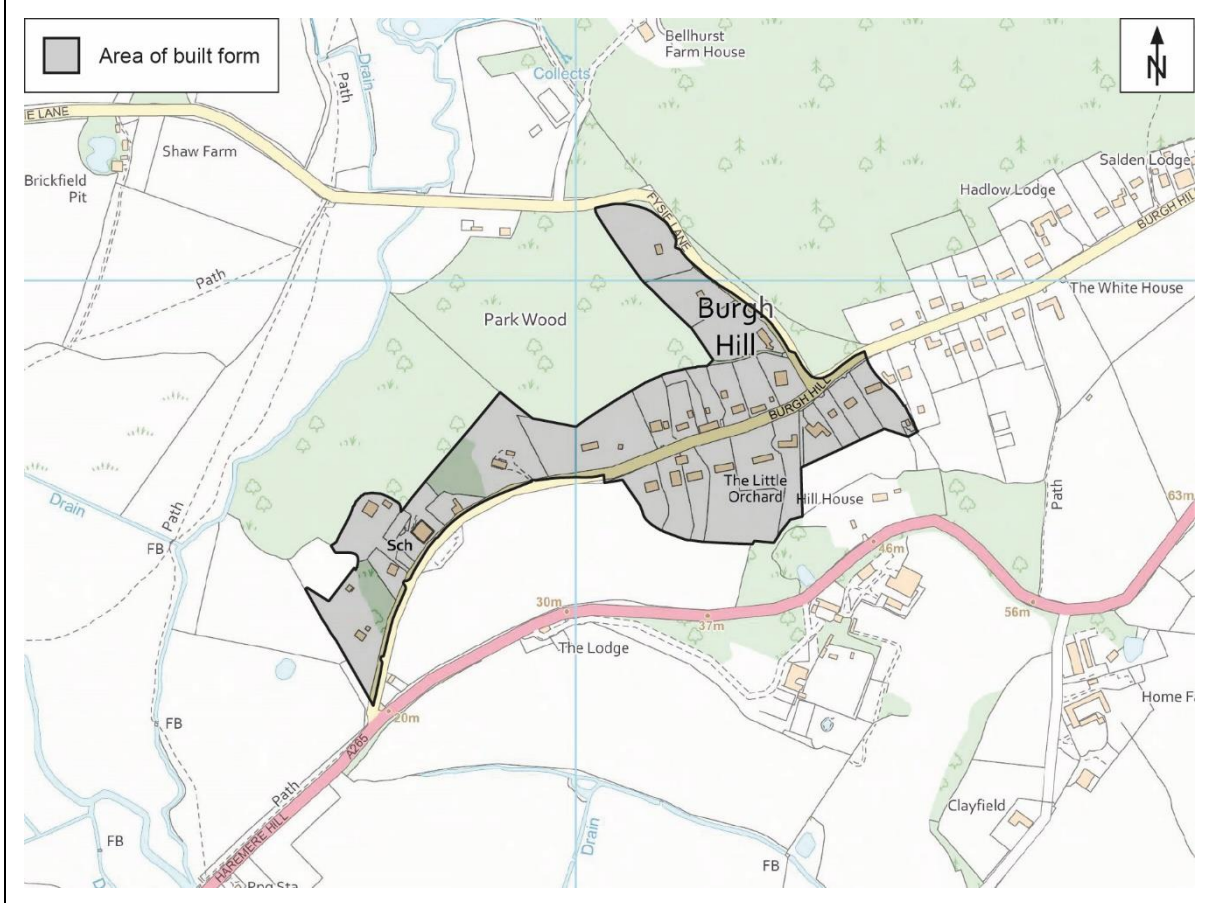 Area of built form
N
Bellhurst
Farm House
Collects
Drain
Path
IE LANE
Shaw Farm
Brickfield
Pit
Salden Lodge
Hadlow Lodge
BURGH HILL
FYSIE LANE
Path
The White House
Burgh
Hill
Park Wood
BURGH HILL
The Little
Orchard
Hill House
Drain
Path
FB
Sch
Path
63m
46m
30m
37m
56m
The Lodge
20m
Home Fa
FB
A265
Path
HAREMERE HILL
Clayfield
FB
Drain
FB
D
Ppg Sta